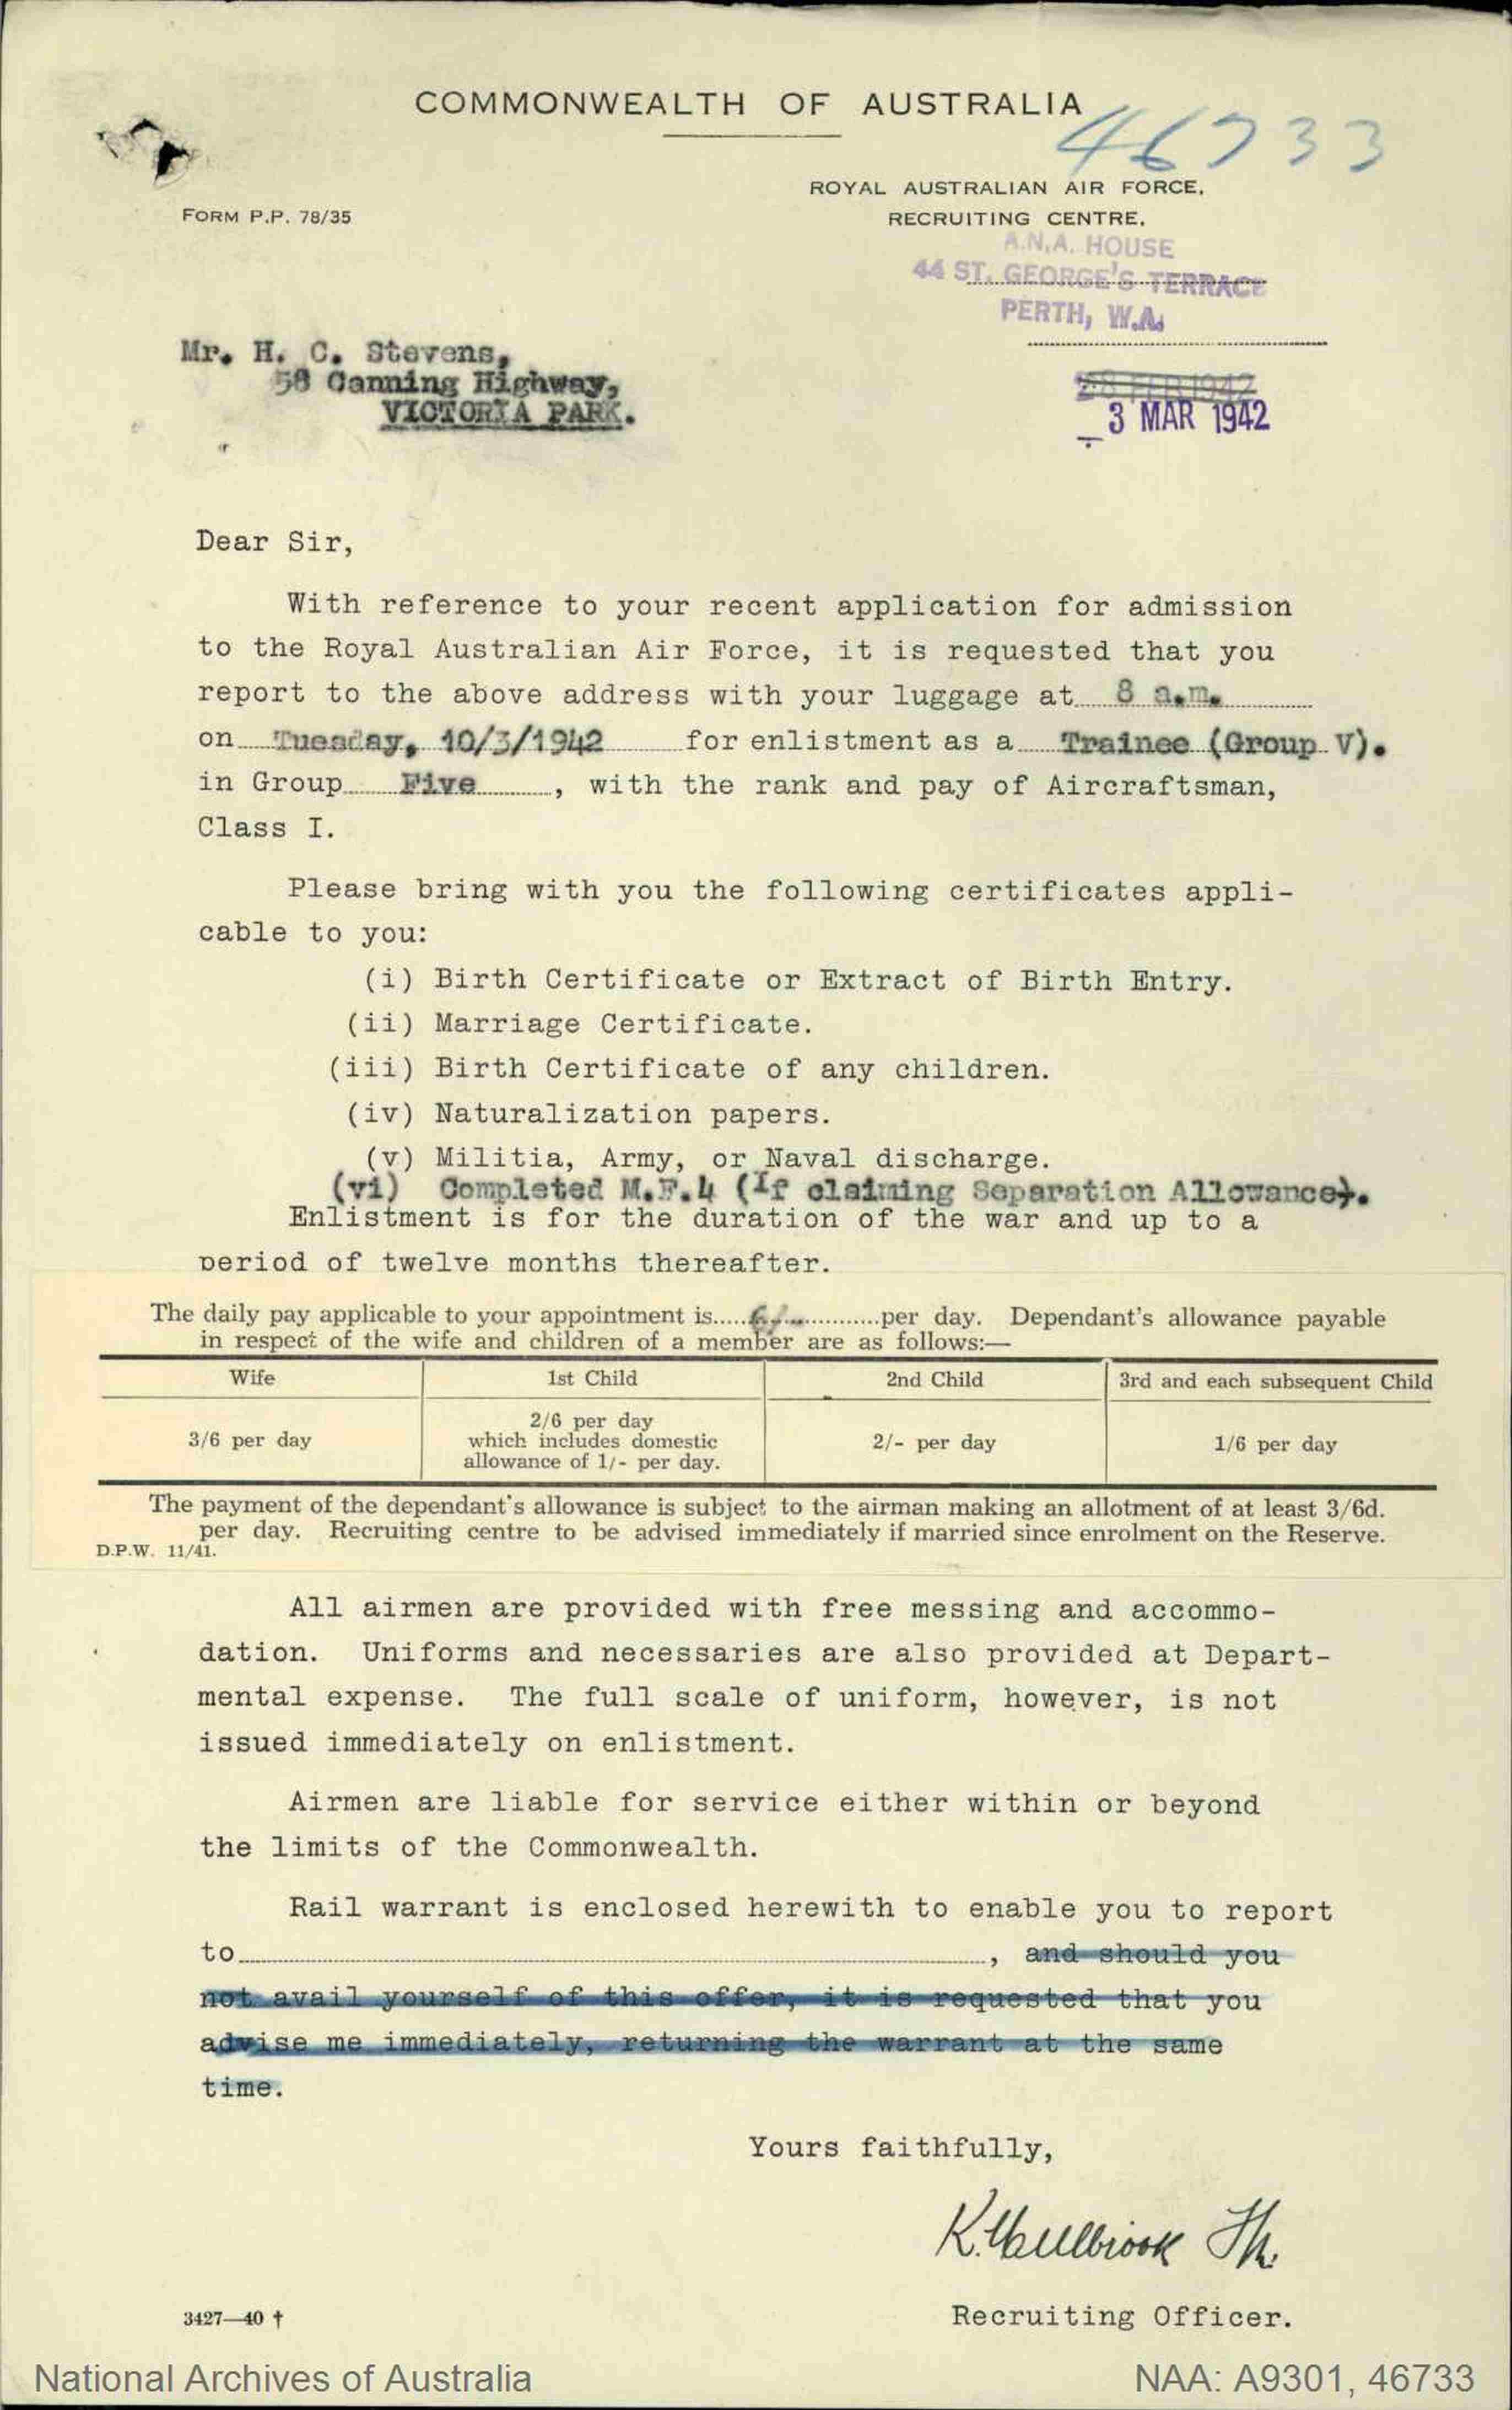 COMMONWEALTH OF AUSTRALIA
46733
ROYAL AUSTRALIAN AIR FORCE,
FORM P.P. 78/35
RECRUITING CENTRE,
A.N.A. HOUSE
44 ST. GEORGE'S TERRACE
PERTH, W.A.
Mr. H. C. Stevens,
58 Canning Highway,
VICTORIA PARK.
28 FEB 1942
3 MAR 1942
Dear Sir,
With reference to your recent application for admission
to the Royal Australian Air Force, it is requested that you
report to the above address with your luggage at 8 a.m.
on Tuesday, 10/3/1942 for enlistment as a Trainee (Group V).
in Group Five, with the rank and pay of Aircraftsman,
Class I.
Please bring with you the following certificates appli-
cable to you:
(i) Birth Certificate or Extract of Birth Entry.
(ii) Marriage Certificate.
(iii) Birth Certificate of any children.
(iv) Naturalization papers.
(v) Militia, Army, or Naval discharge.
(vi) Completed M.F.4 (If claiming Separation Allowance).
Enlistment is for the duration of the war and up to a
period of twelve months thereafter.
The daily pay applicable to your appointment is.....6/-............per day. Dependant's allowance payable
in respect of the wife and children of a member are as follows:—
Wife 1st Child 2nd Child 3rd and each subsequent Child
3/6 per day 2/6 per day which includes domestic allowance of 1/- per day. 2/- per day 1/6 per day
The payment of the dependant's allowance is subject to the airman making an allotment of at least 3/6d.
per day. Recruiting centre to be advised immediately if married since enrolment on the Reserve.
D.P.W. 11/41.
All airmen are provided with free messing and accommo-
dation. Uniforms and necessaries are also provided at Depart-
mental expense. The full scale of uniform, however, is not
issued immediately on enlistment.
Airmen are liable for service either within or beyond
the limits of the Commonwealth.
Rail warrant is enclosed herewith to enable you to report
to, and should you
not avail yourself of this offer, it is requested that you
advise me immediately, returning the warrant at the same
time.
Yours faithfully,
Recruiting Officer.
3427—40 †
National Archives of Australia
NAA: A9301, 46733